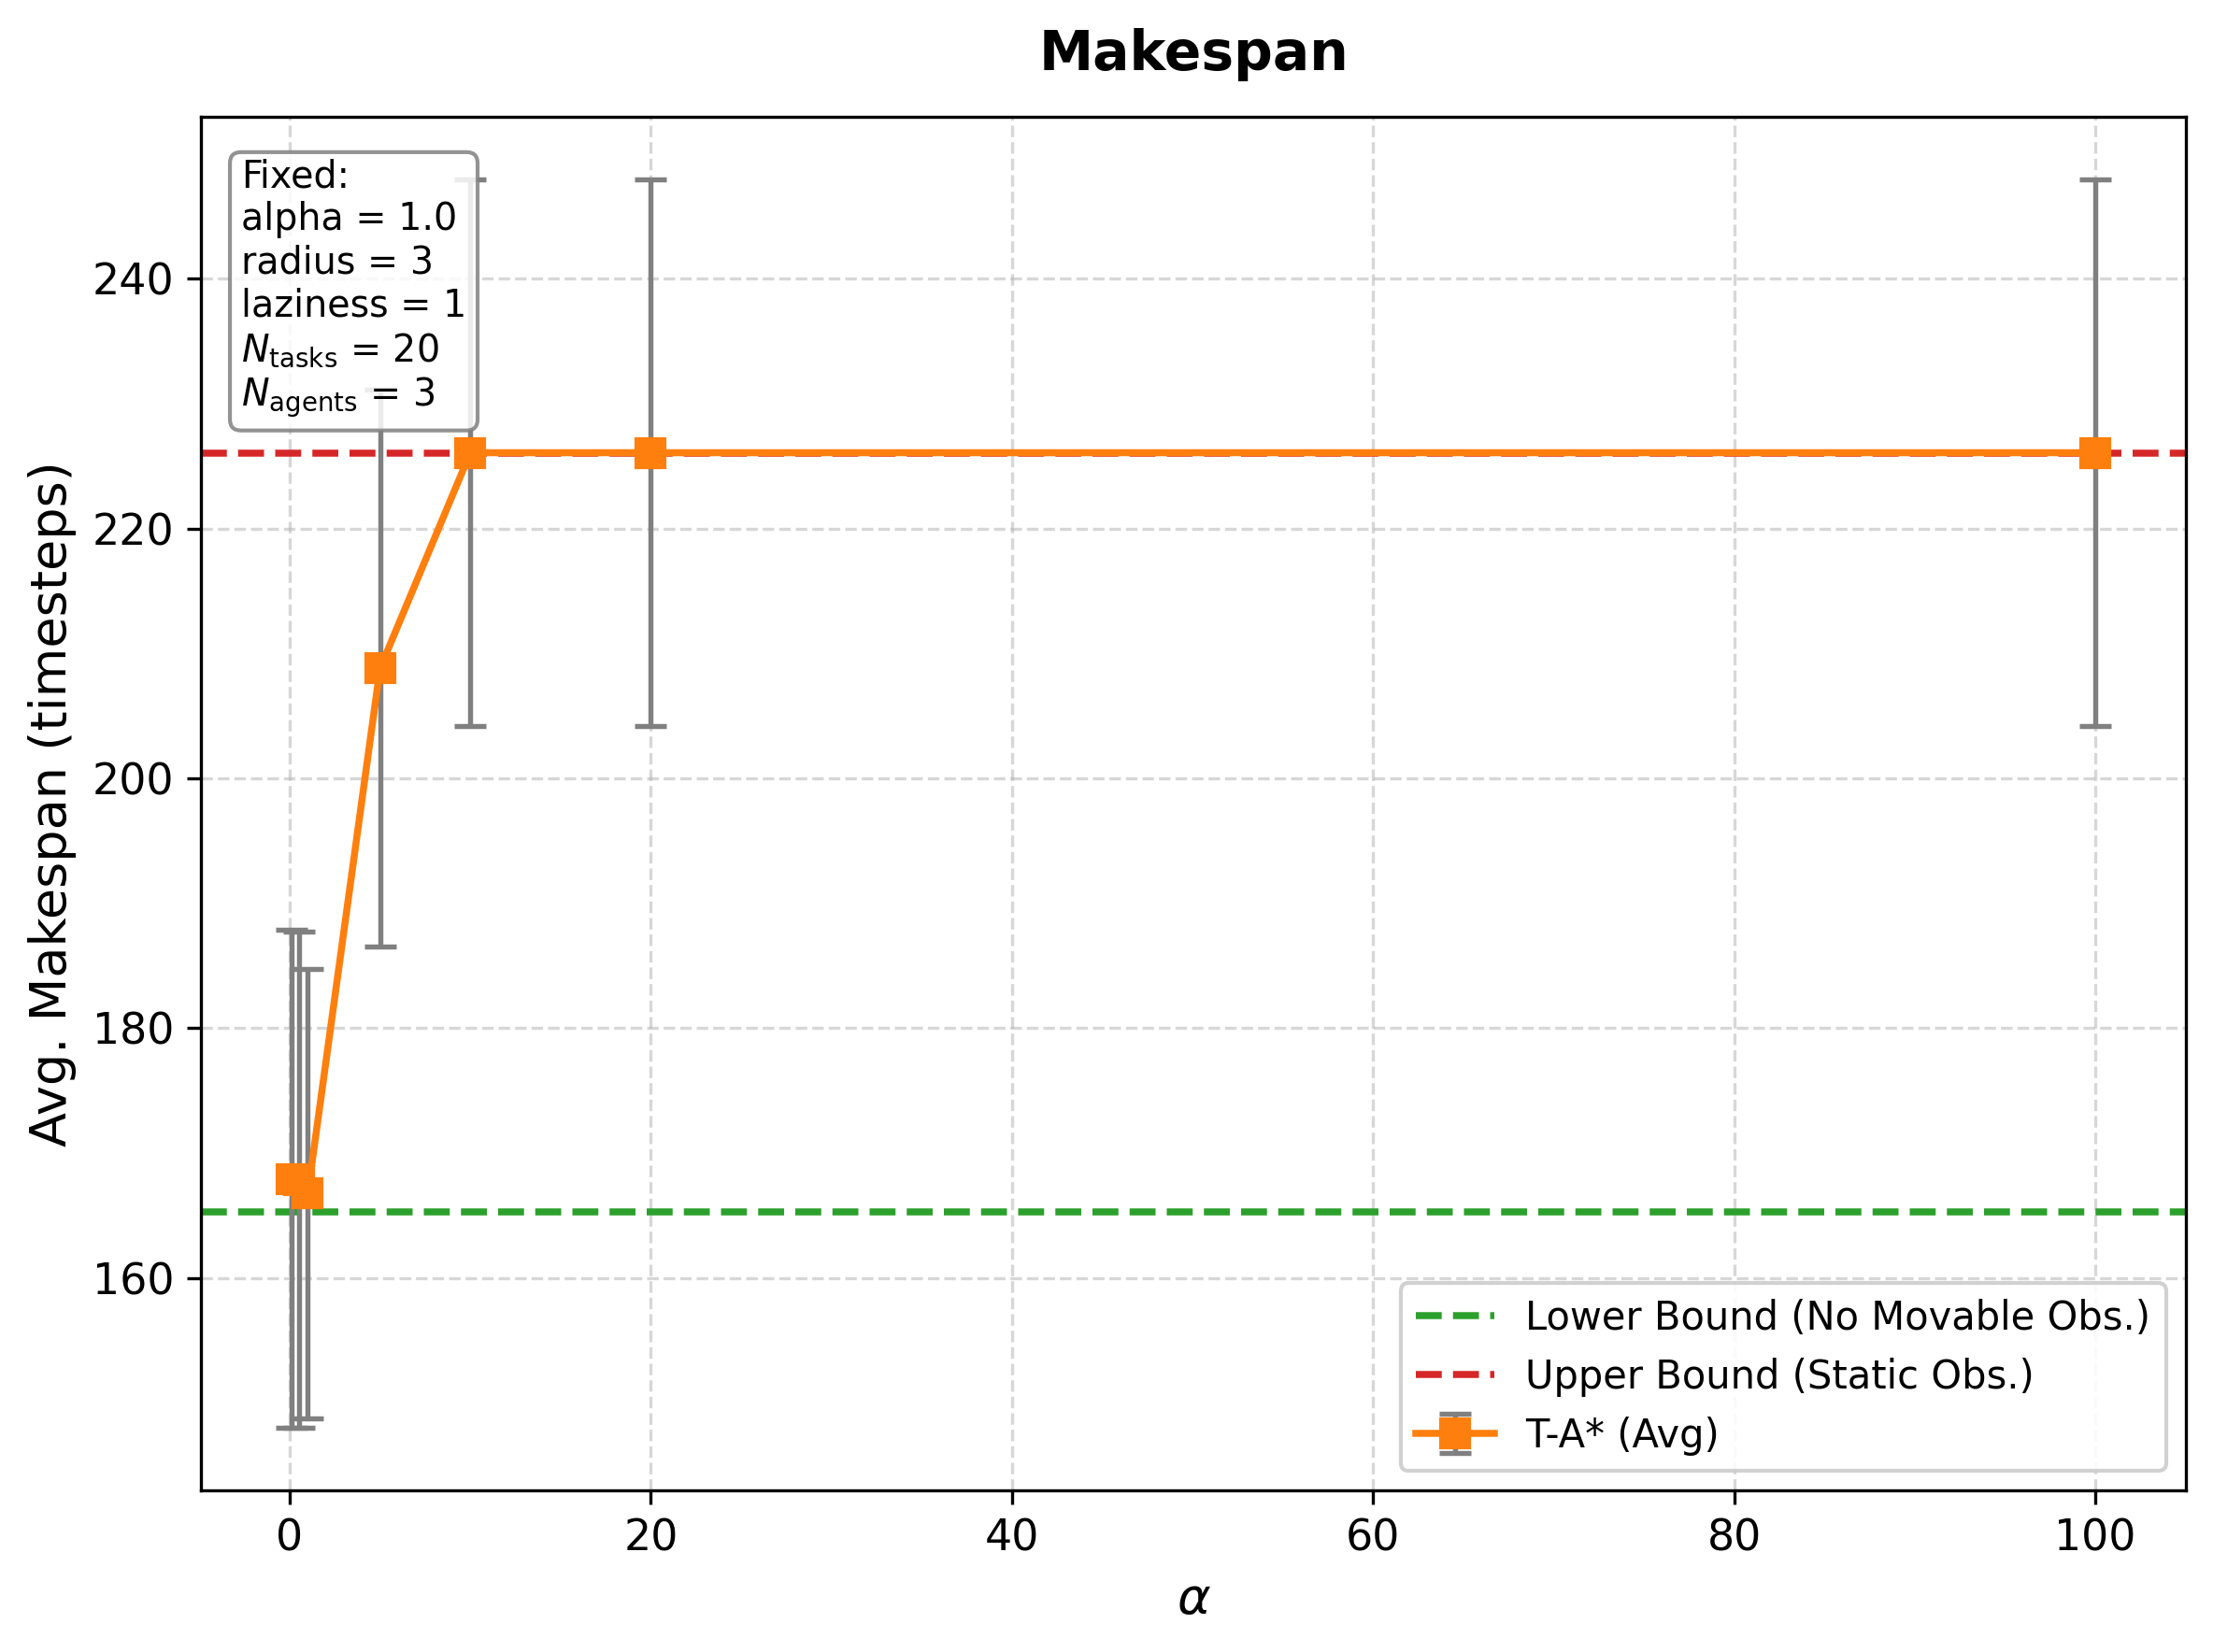 Makespan
Fixed:
alpha = 1.0
radius = 3
laziness = 1
N_tasks = 20
N_agents = 3
240
220
200
180
160
Avg. Makespan (timesteps)
Lower Bound (No Movable Obs.)
Upper Bound (Static Obs.)
T-A* (Avg)
0 20 40 60 80 100
α